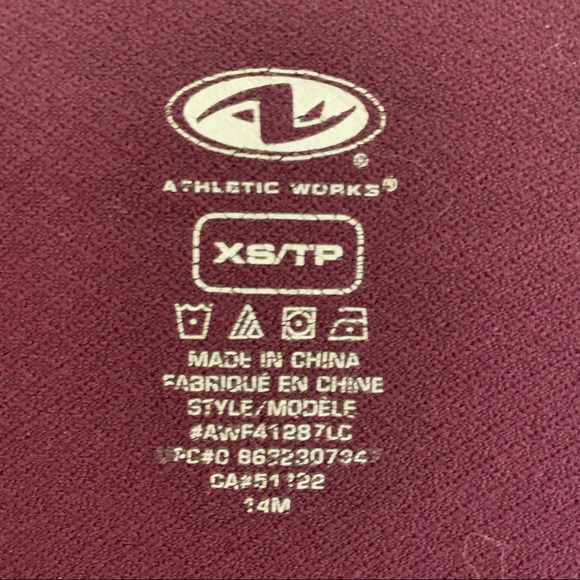 ®
ATHLETIC WORKS®
XS/TP
MADE IN CHINA
FABRIQUÉ EN CHINE
STYLE/MODÈLE
#AWF41287LC
14M